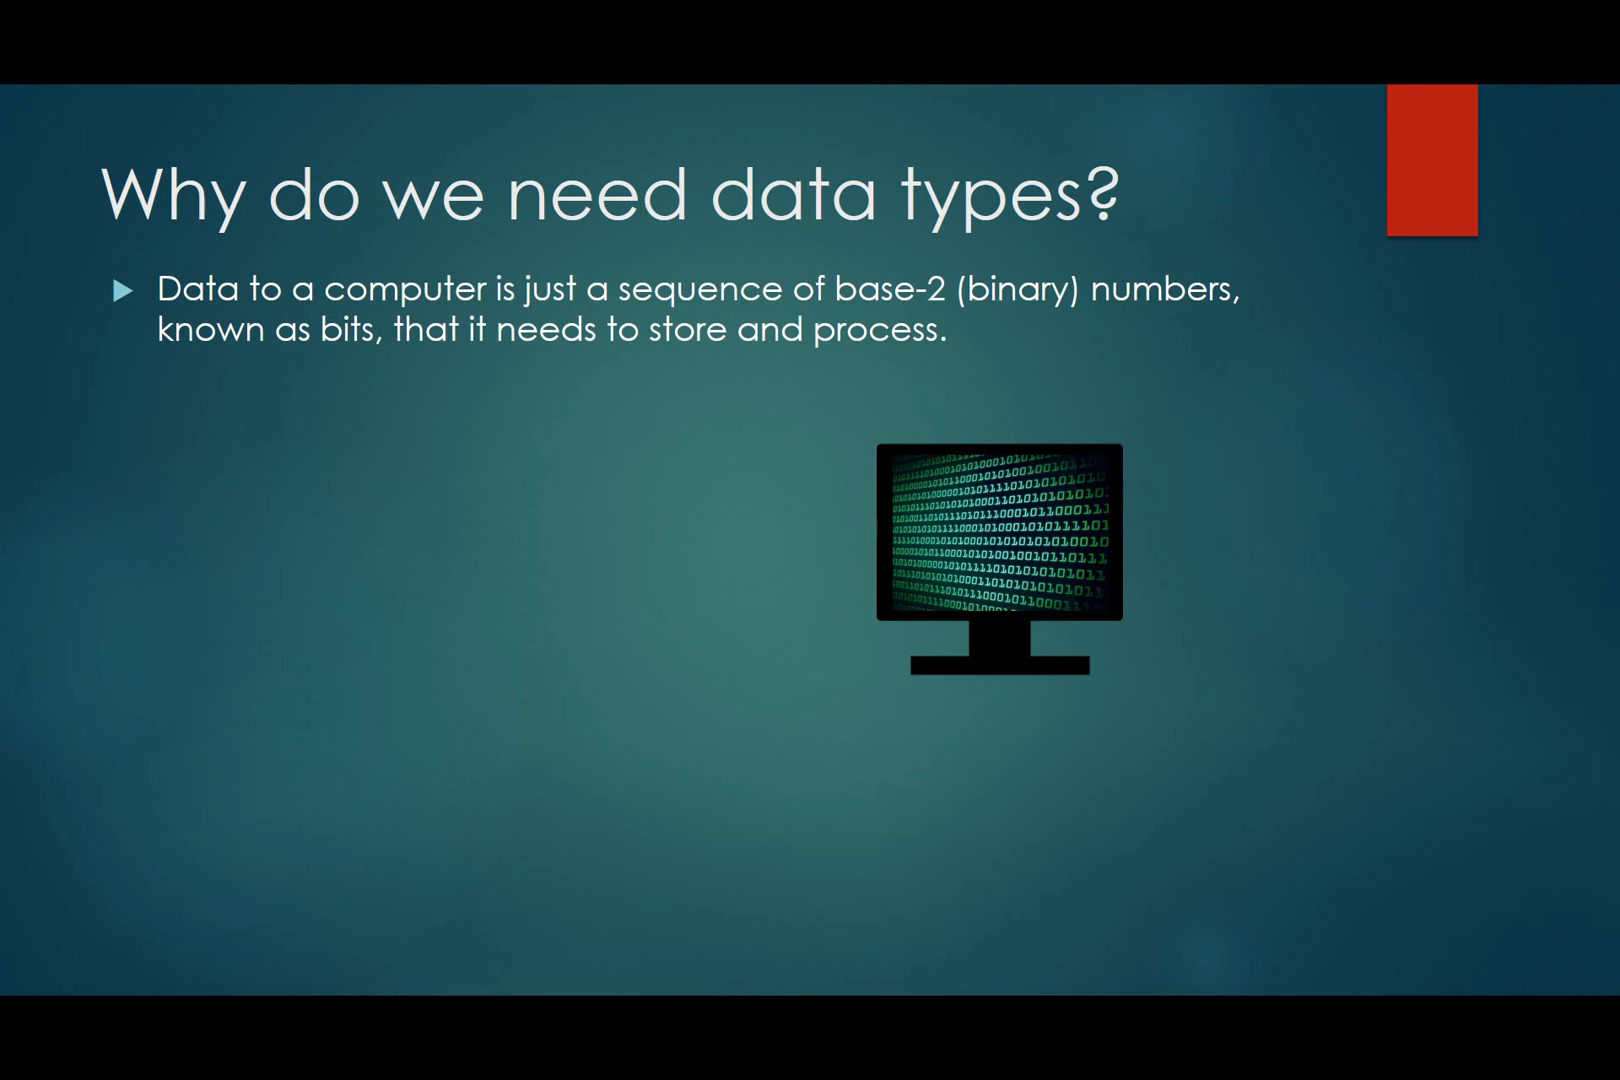 Why do we need data types?
Data to a computer is just a sequence of base-2 (binary) numbers,
known as bits, that it needs to store and process.